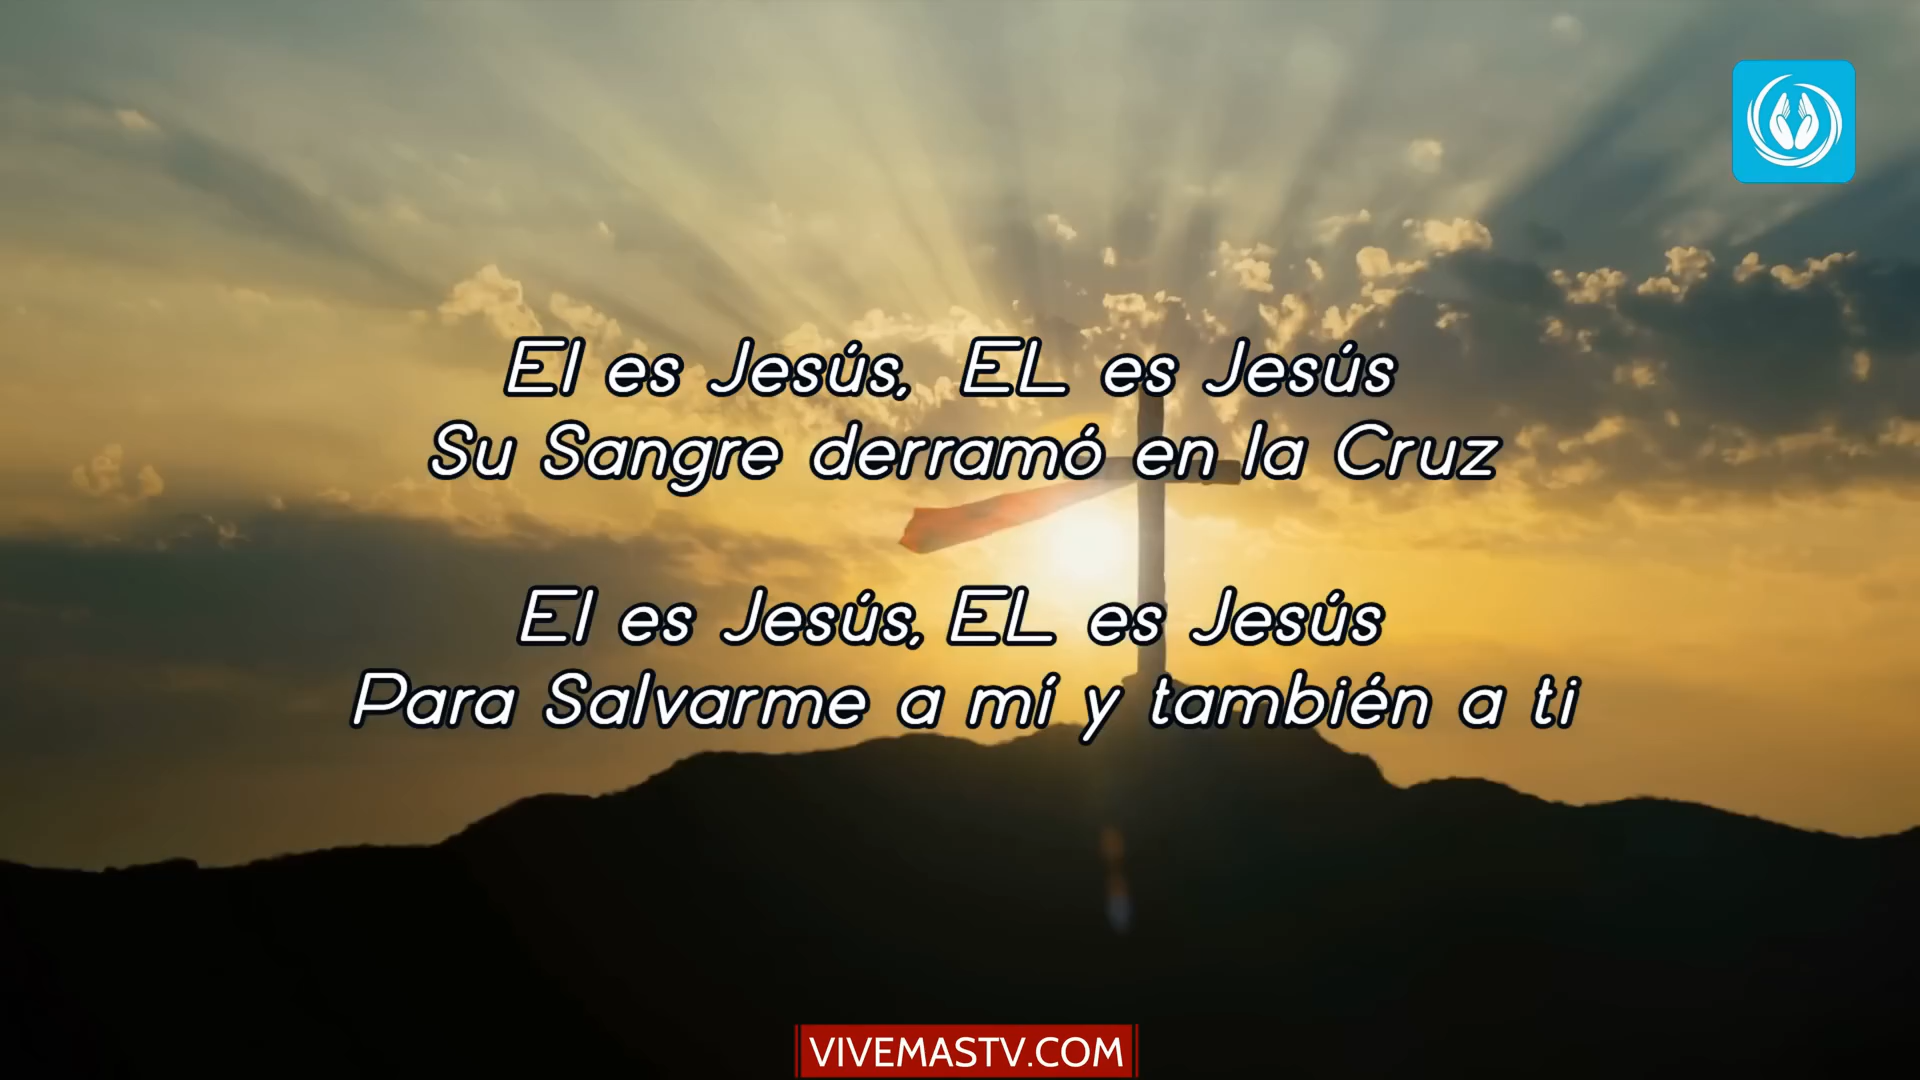 El es Jesús, EL es Jesús
Su Sangre derramó en la Cruz
El es Jesús, EL es Jesús
Para Salvarme a mí y también a ti
VIVEMASTV.COM